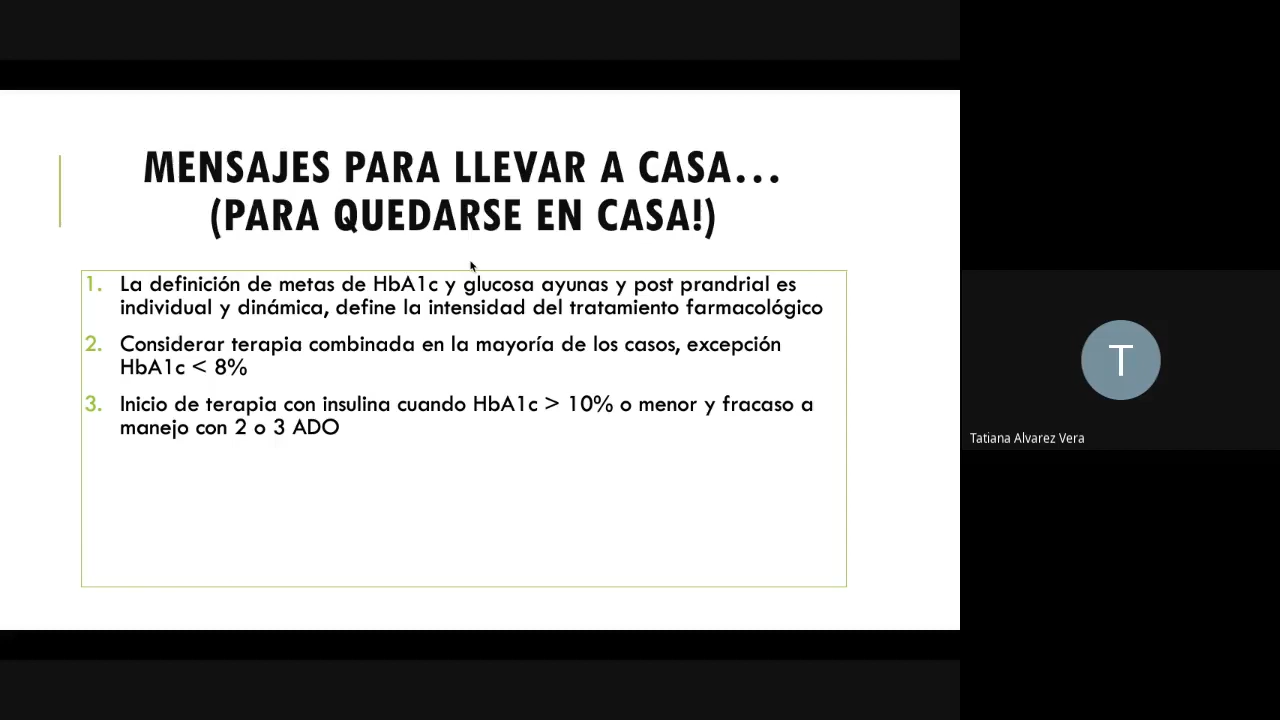 MENSAJES PARA LLEVAR A CASA...
(PARA QUEDARSE EN CASA!)
1. La definición de metas de HbA1c y glucosa ayunas y post prandrial es
individual y dinámica, define la intensidad del tratamiento farmacológico
2. Considerar terapia combinada en la mayoría de los casos, excepción
HbA1c < 8%
3. Inicio de terapia con insulina cuando HbA1c > 10% o menor y fracaso a
manejo con 2 o 3 ADO
T
Tatiana Alvarez Vera